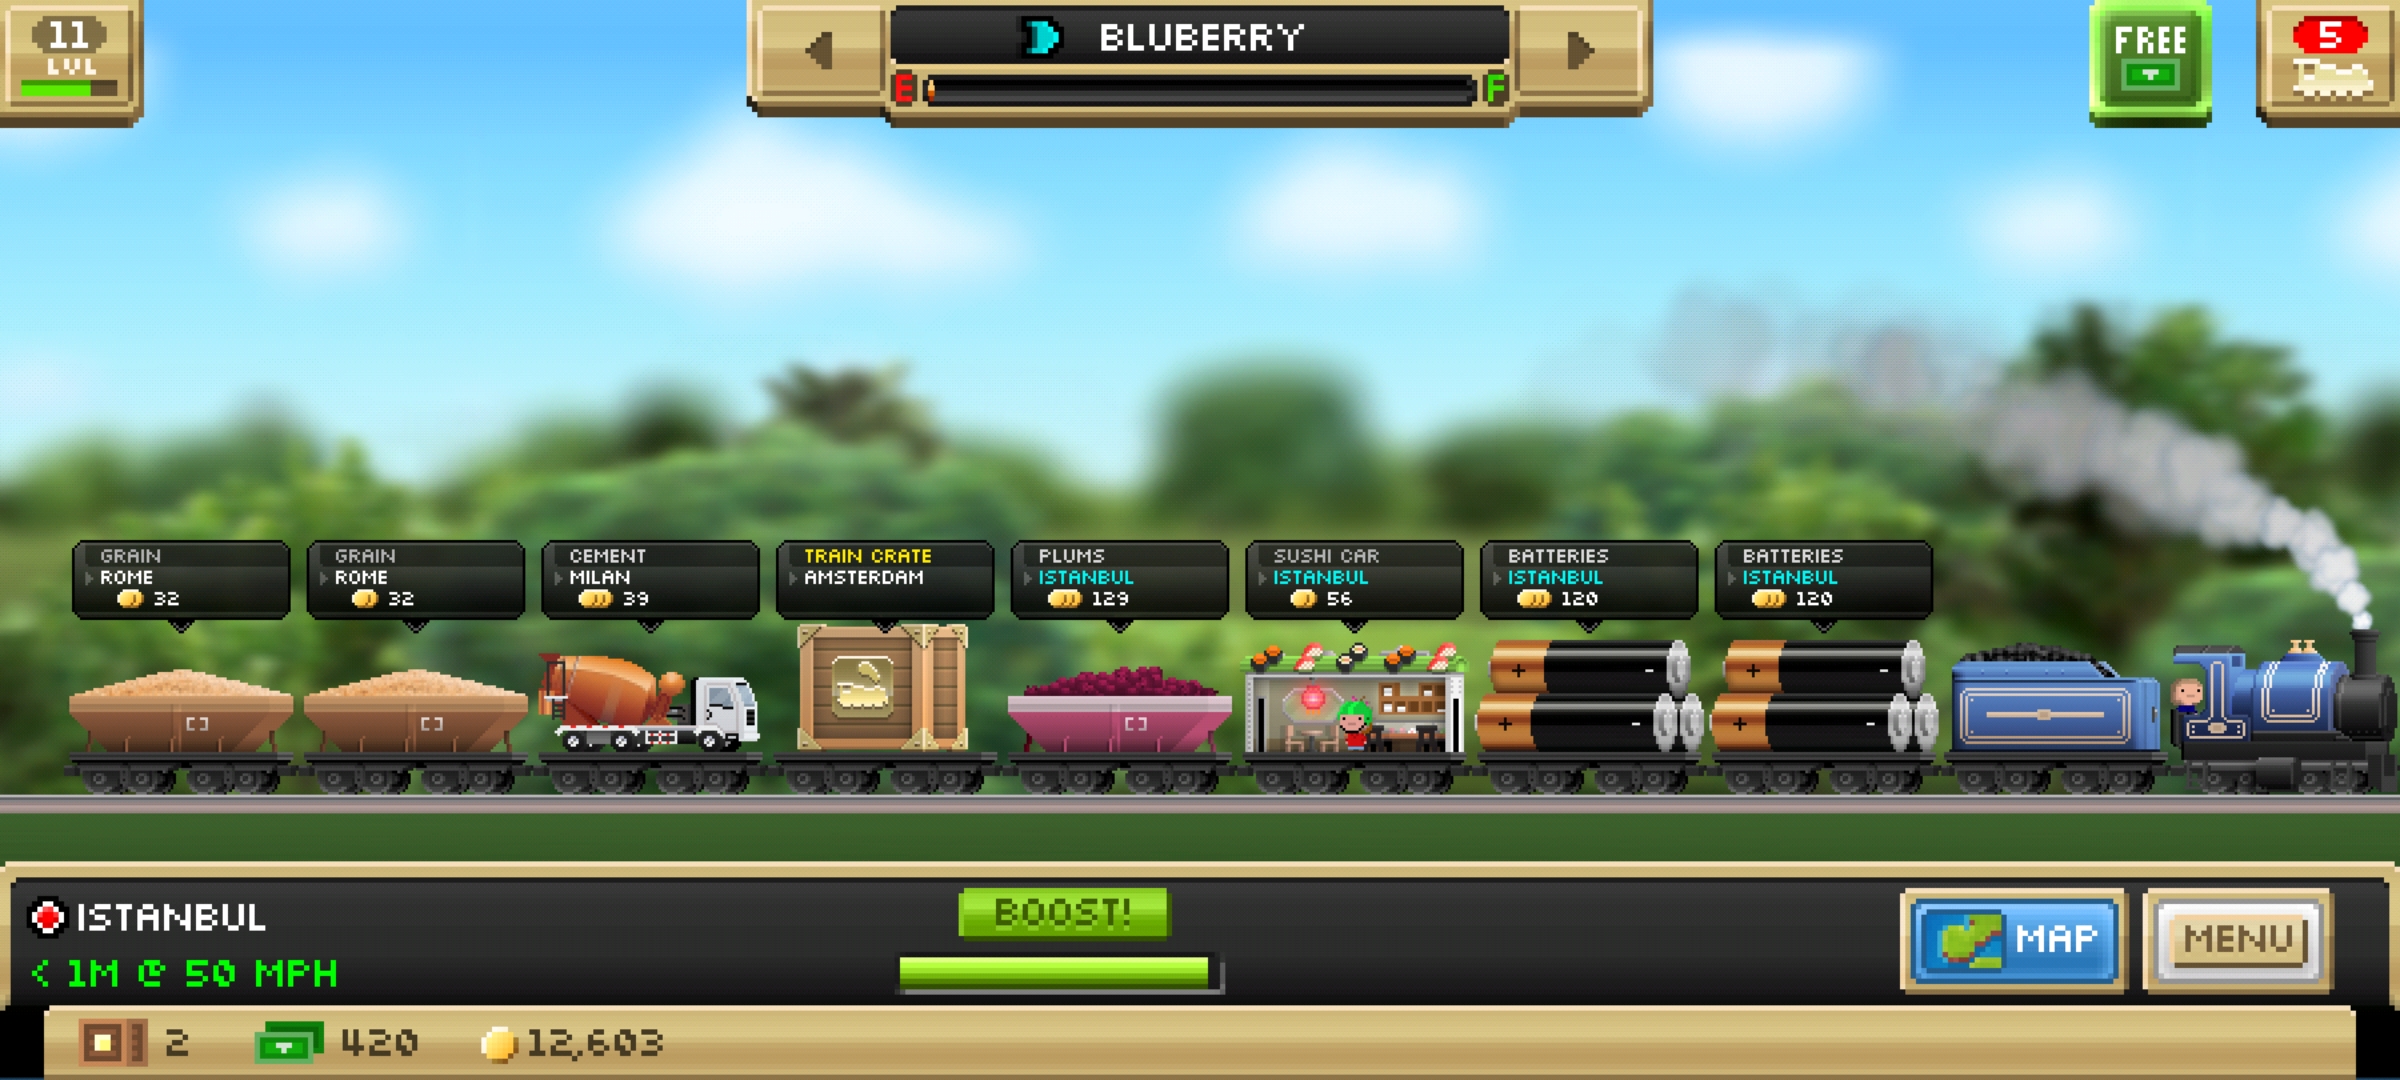 11
LVL
BLUBERRY
E F
FREE
5
GRAIN
ROME
32
GRAIN
ROME
32
CEMENT
MILAN
39
TRAIN CRATE
AMSTERDAM
PLUMS
ISTANBUL
129
SUSHI CAR
ISTANBUL
56
BATTERIES
ISTANBUL
120
BATTERIES
ISTANBUL
120
ISTANBUL
< 1M @ 50 MPH
BOOST!
MAP
MENU
2
420
12,603